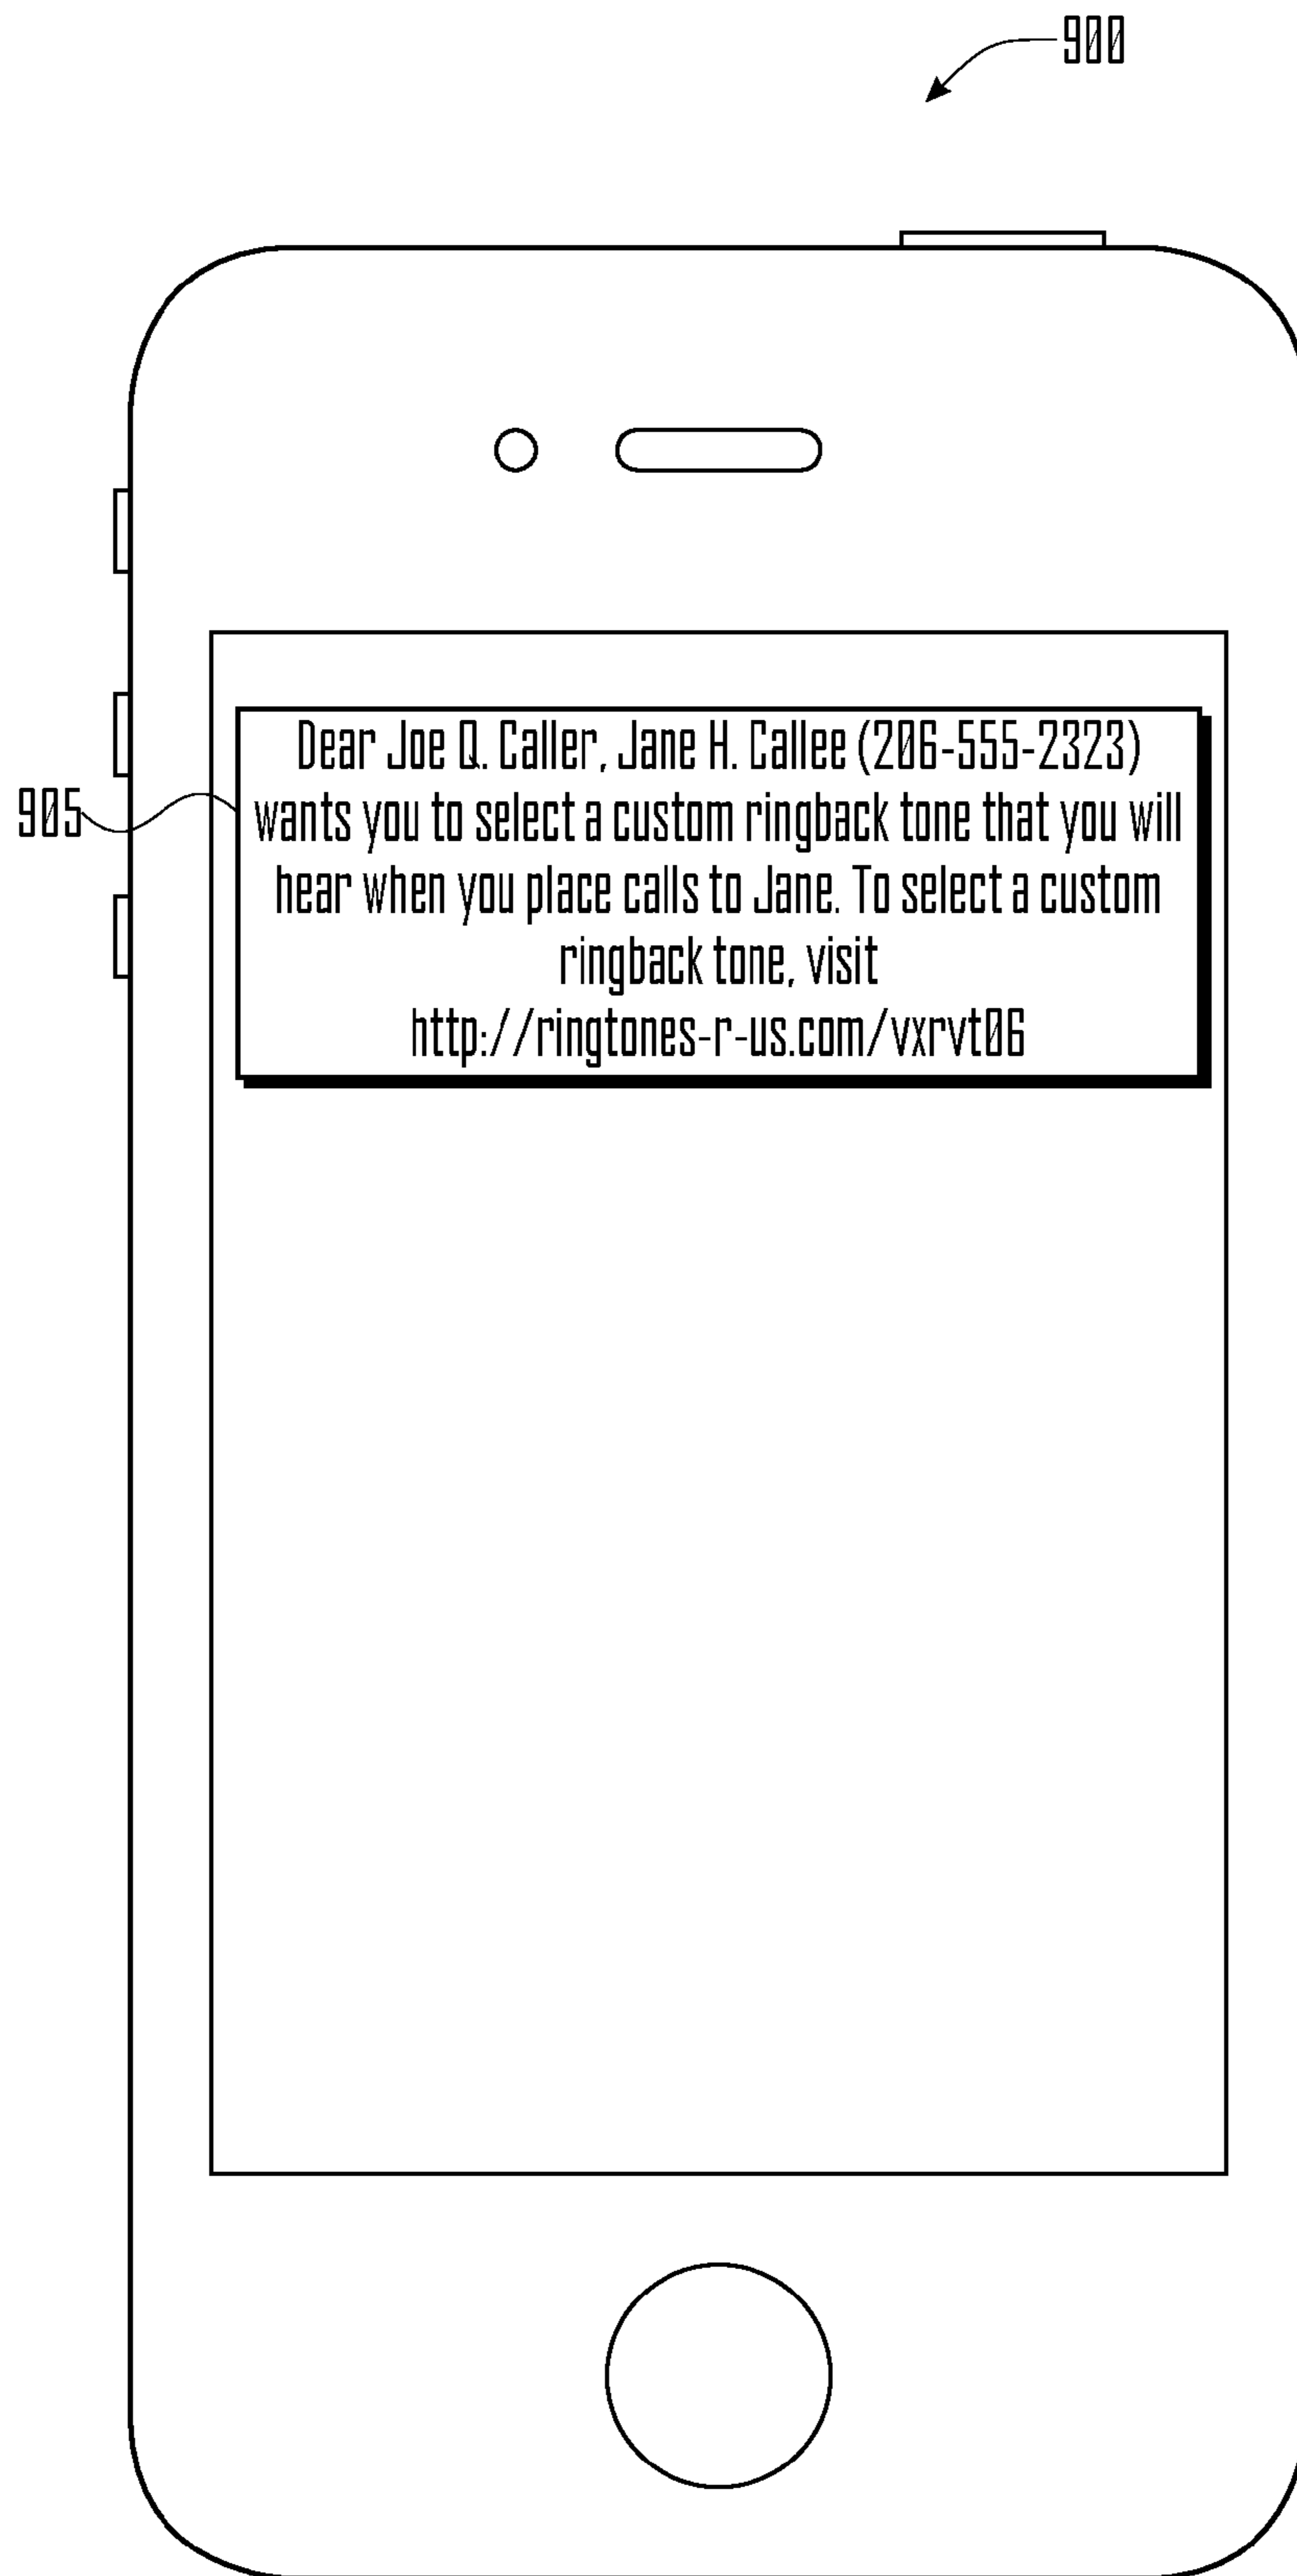 900
Dear Joe Q. Caller, Jane H. Callee (206-555-2323)
wants you to select a custom ringback tone that you will
905
hear when you place calls to Jane. To select a custom
ringback tone, visit
http://ringtones-r-us.com/vxrvt06